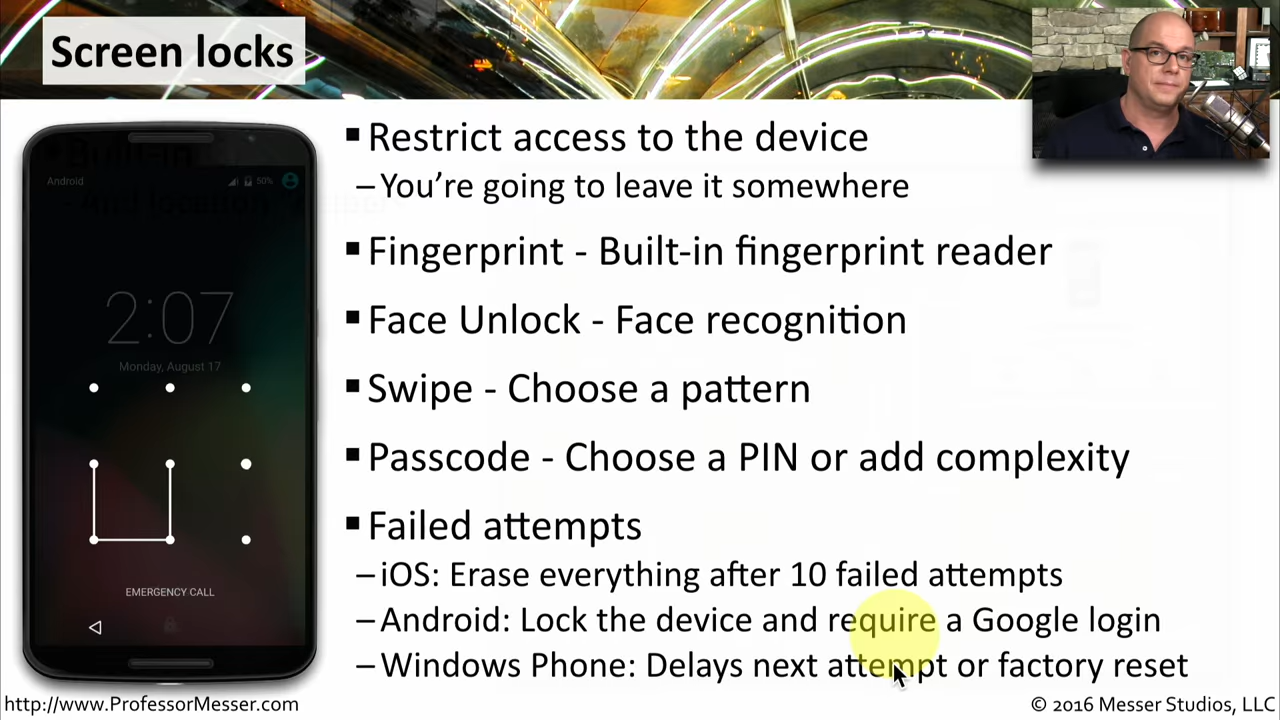 Screen locks
Android
50%
2:07
Monday, August 17
EMERGENCY CALL
▪ Restrict access to the device
– You’re going to leave it somewhere
▪ Fingerprint - Built-in fingerprint reader
▪ Face Unlock - Face recognition
▪ Swipe - Choose a pattern
▪ Passcode - Choose a PIN or add complexity
▪ Failed attempts
– iOS: Erase everything after 10 failed attempts
– Android: Lock the device and require a Google login
– Windows Phone: Delays next attempt or factory reset
http://www.ProfessorMesser.com
© 2016 Messer Studios, LLC